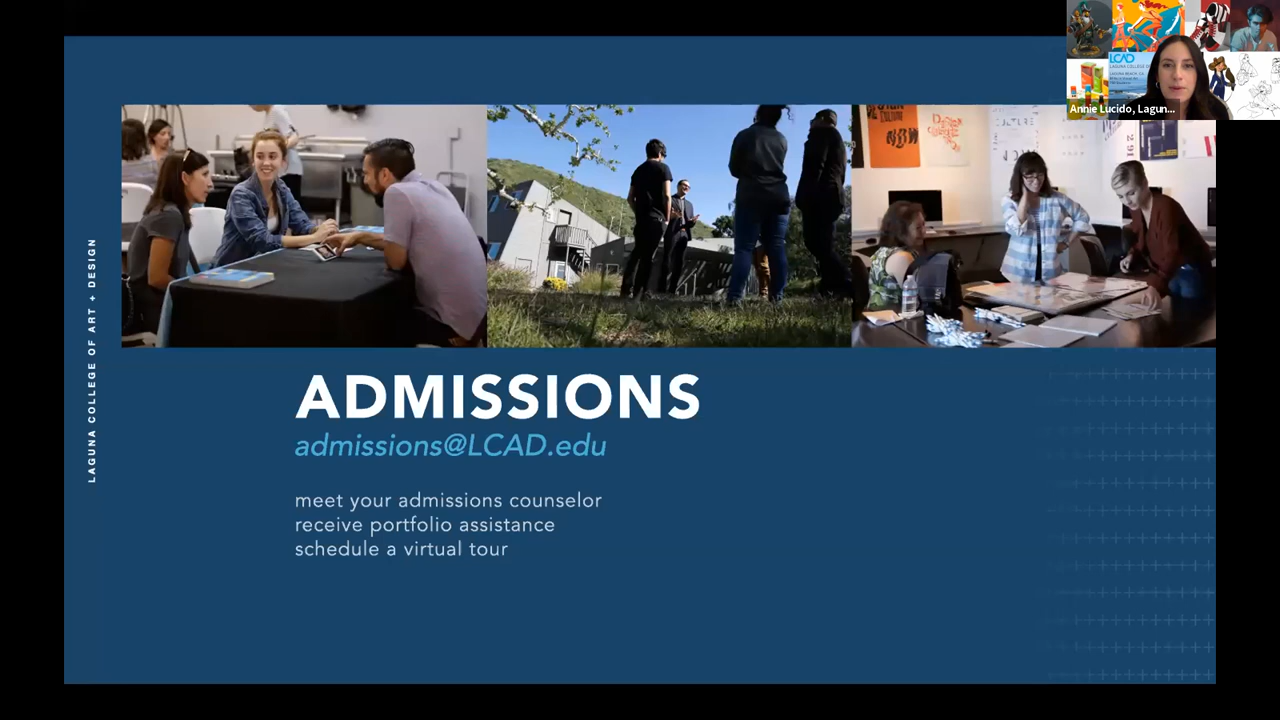 LCAD
Annie Lucido, Lagun...
LAGUNA COLLEGE OF ART + DESIGN
ADMISSIONS
admissions@LCAD.edu
meet your admissions counselor
receive portfolio assistance
schedule a virtual tour